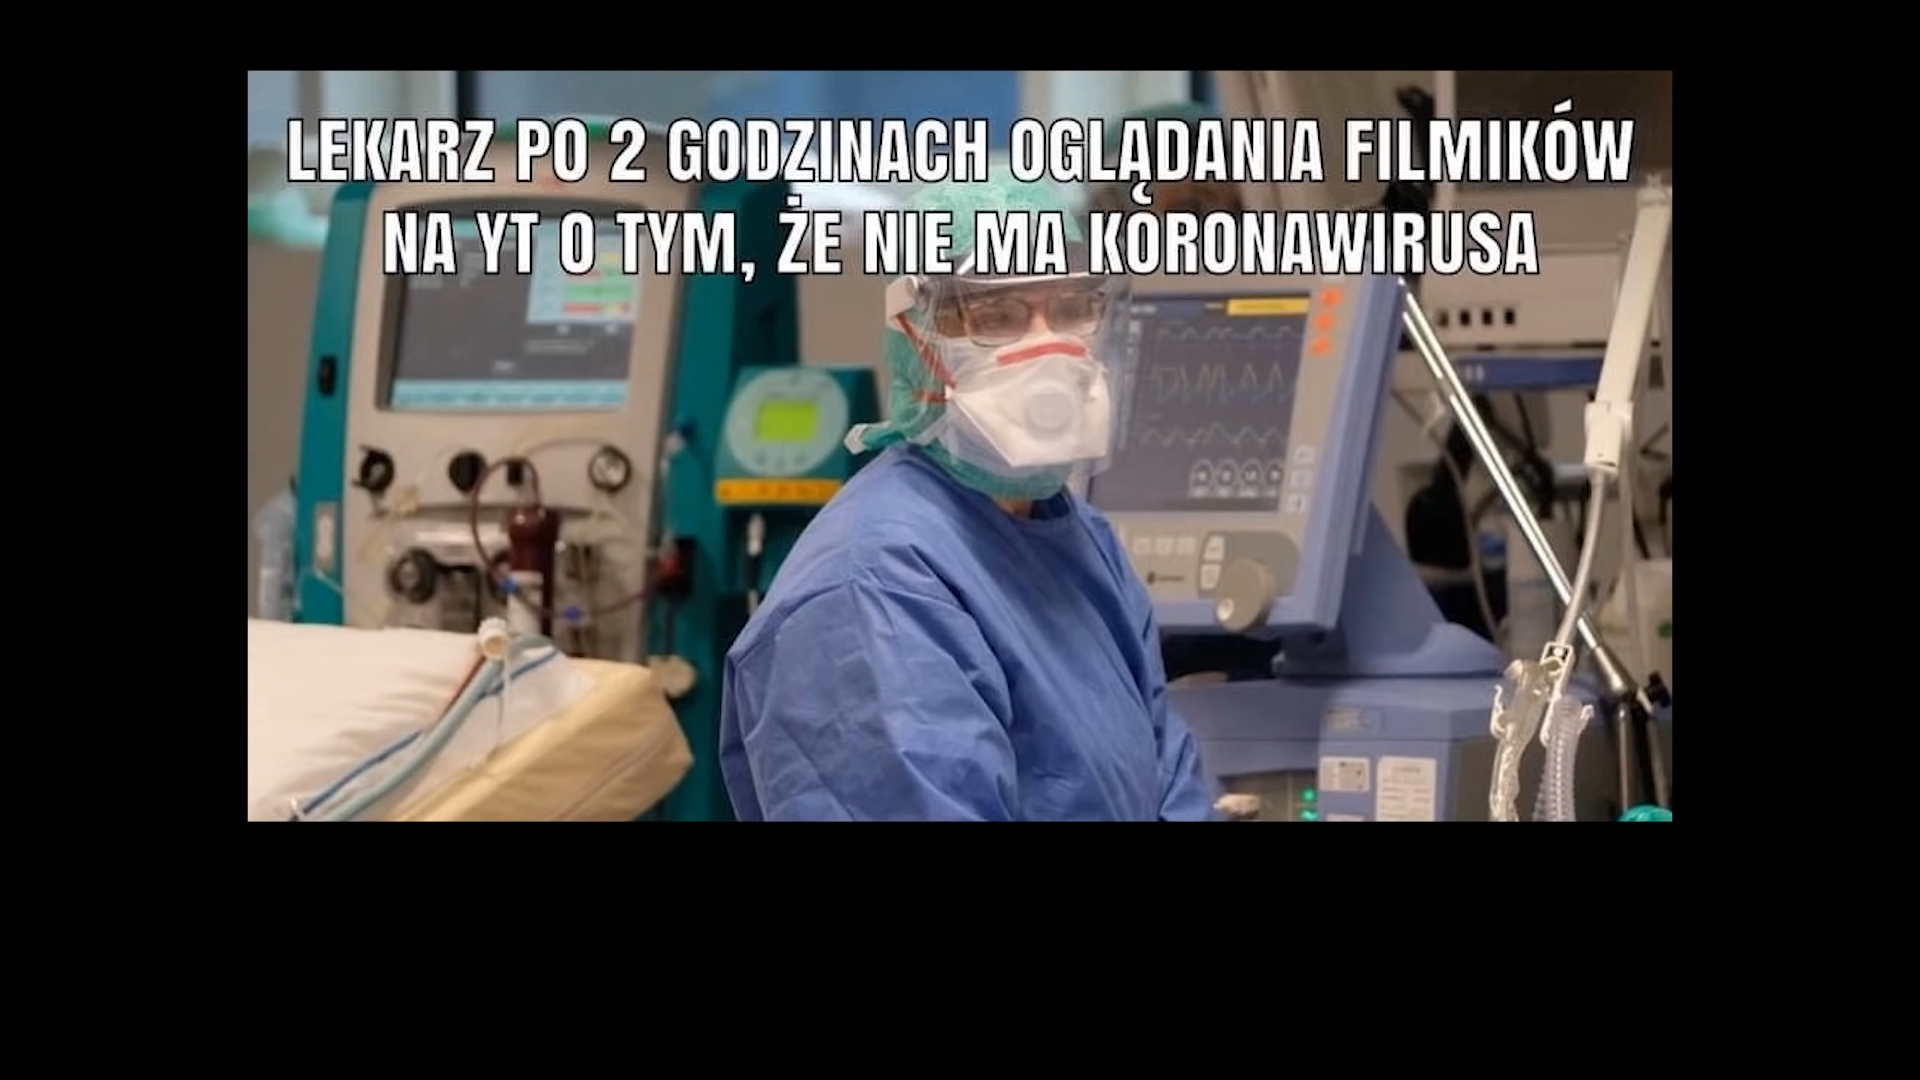 LEKARZ PO 2 GODZINACH OGLĄDANIA FILMIKÓW
NA YT O TYM, ŻE NIE MA KORONAWIRUSA